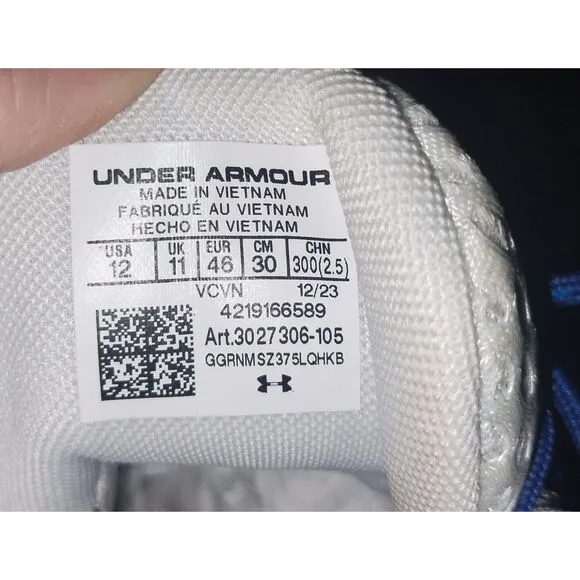 UNDER ARMOUR
MADE IN VIETNAM
FABRIQUÉ AU VIETNAM
HECHO EN VIETNAM
USA UK EUR CM CHN
12 11 46 30 300(2.5)
VCVN 12/23
4219166589
Art.3027306-105
GGRNMSZ375LQHKB